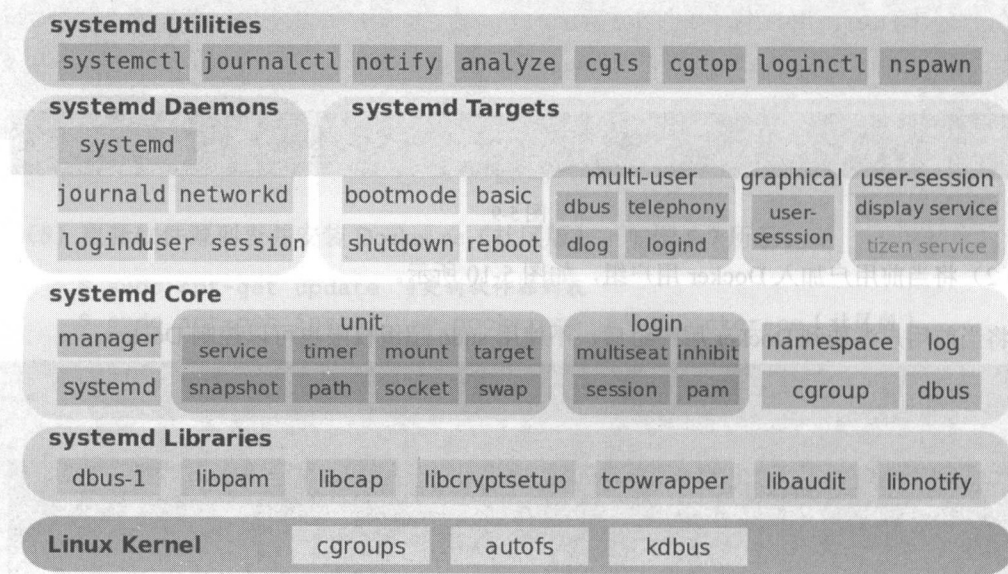 systemd Utilities
systemctl journalctl notify analyze cgls cgtop loginctl nspawn
systemd Daemons
systemd
journald networkd
logind user session
systemd Targets
bootmode basic
shutdown reboot
multi-user
dbus telephony
dlog logind
graphical
user-
sesssion
user-session
display service
tizen service
systemd Core
manager
systemd
unit
service timer mount target
snapshot path socket swap
login
multiseat inhibit
session pam
namespace log
cgroup dbus
systemd Libraries
dbus-1 libpam libcap libcryptsetup tcpwrapper libaudit libnotify
Linux Kernel
cgroups autofs kdbus